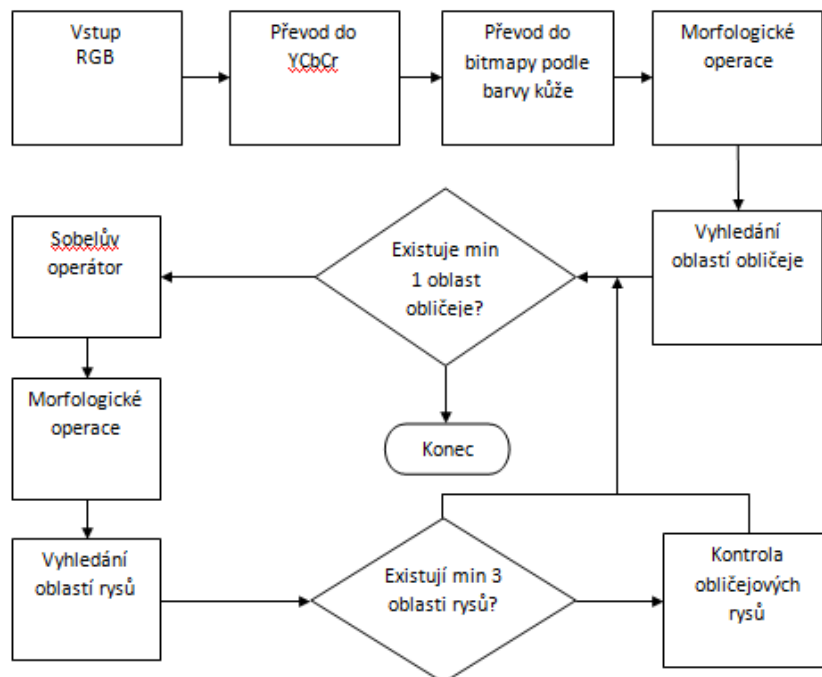 Vstup
RGB
Převod do
YCbCr
Převod do
bitmapy podle
barvy kůže
Morfologické
operace
Vyhledání
oblastí obličeje
Existuje min
1 oblast
obličeje?
Sobelův
operátor
Morfologické
operace
Konec
Vyhledání
oblastí rysů
Existují min 3
oblasti rysů?
Kontrola
obličejových
rysů